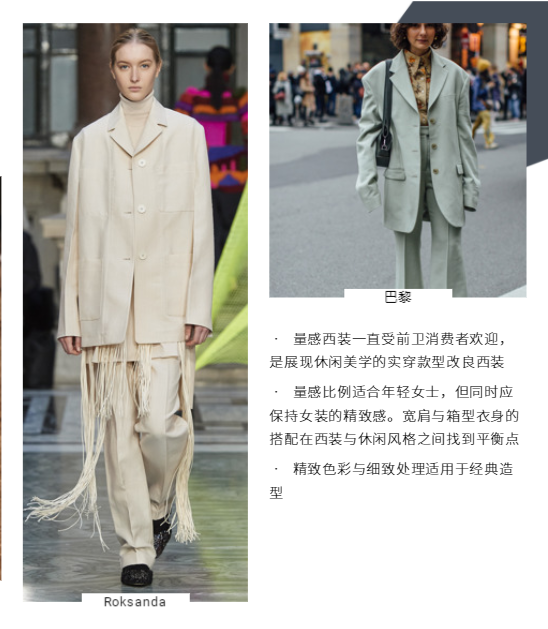 巴黎
· 量感西装一直受前卫消费者欢迎，
是展现休闲美学的实穿款型改良西装
· 量感比例适合年轻女士，但同时应
保持女装的精致感。宽肩与箱型衣身的
搭配在西装与休闲风格之间找到平衡点
· 精致色彩与细致处理适用于经典造
型
Roksanda